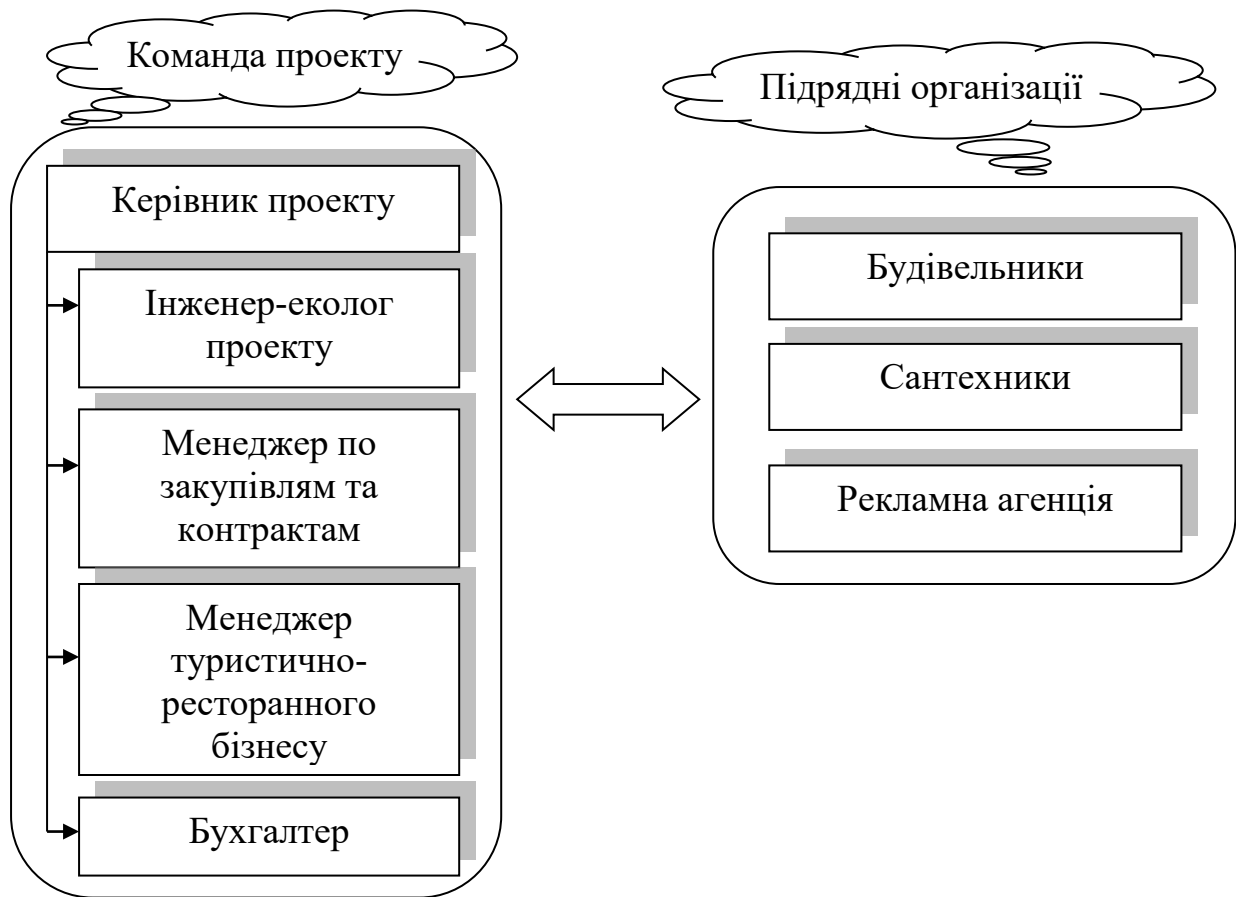 Команда проекту
Керівник проекту
Інженер-еколог
проекту
Менеджер по
закупівлям та
контрактам
Менеджер
туристично-
ресторанного
бізнесу
Бухгалтер
Підрядні організації
Будівельники
Сантехники
Рекламна агенція